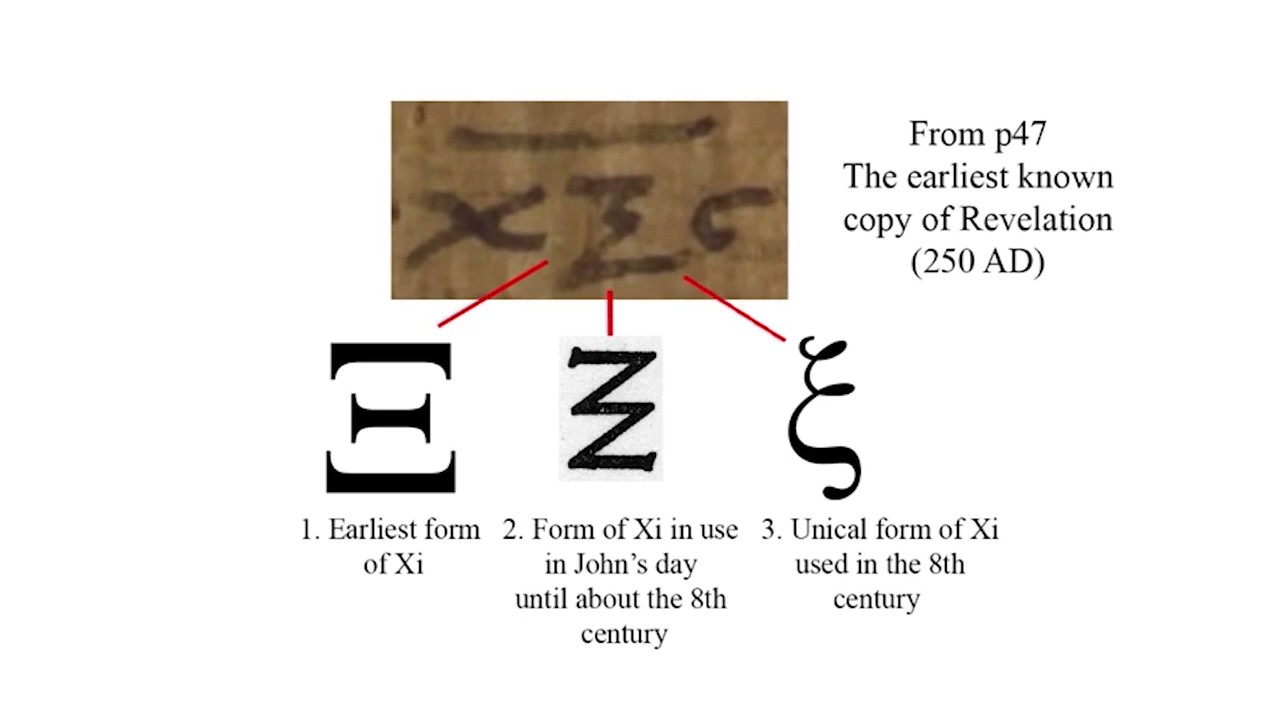 From p47
The earliest known
copy of Revelation
(250 AD)
χξϛ
Ξ
Ξ
ξ
1. Earliest form
of Xi
2. Form of Xi in use
in John’s day
until about the 8th
century
3. Unical form of Xi
used in the 8th
century